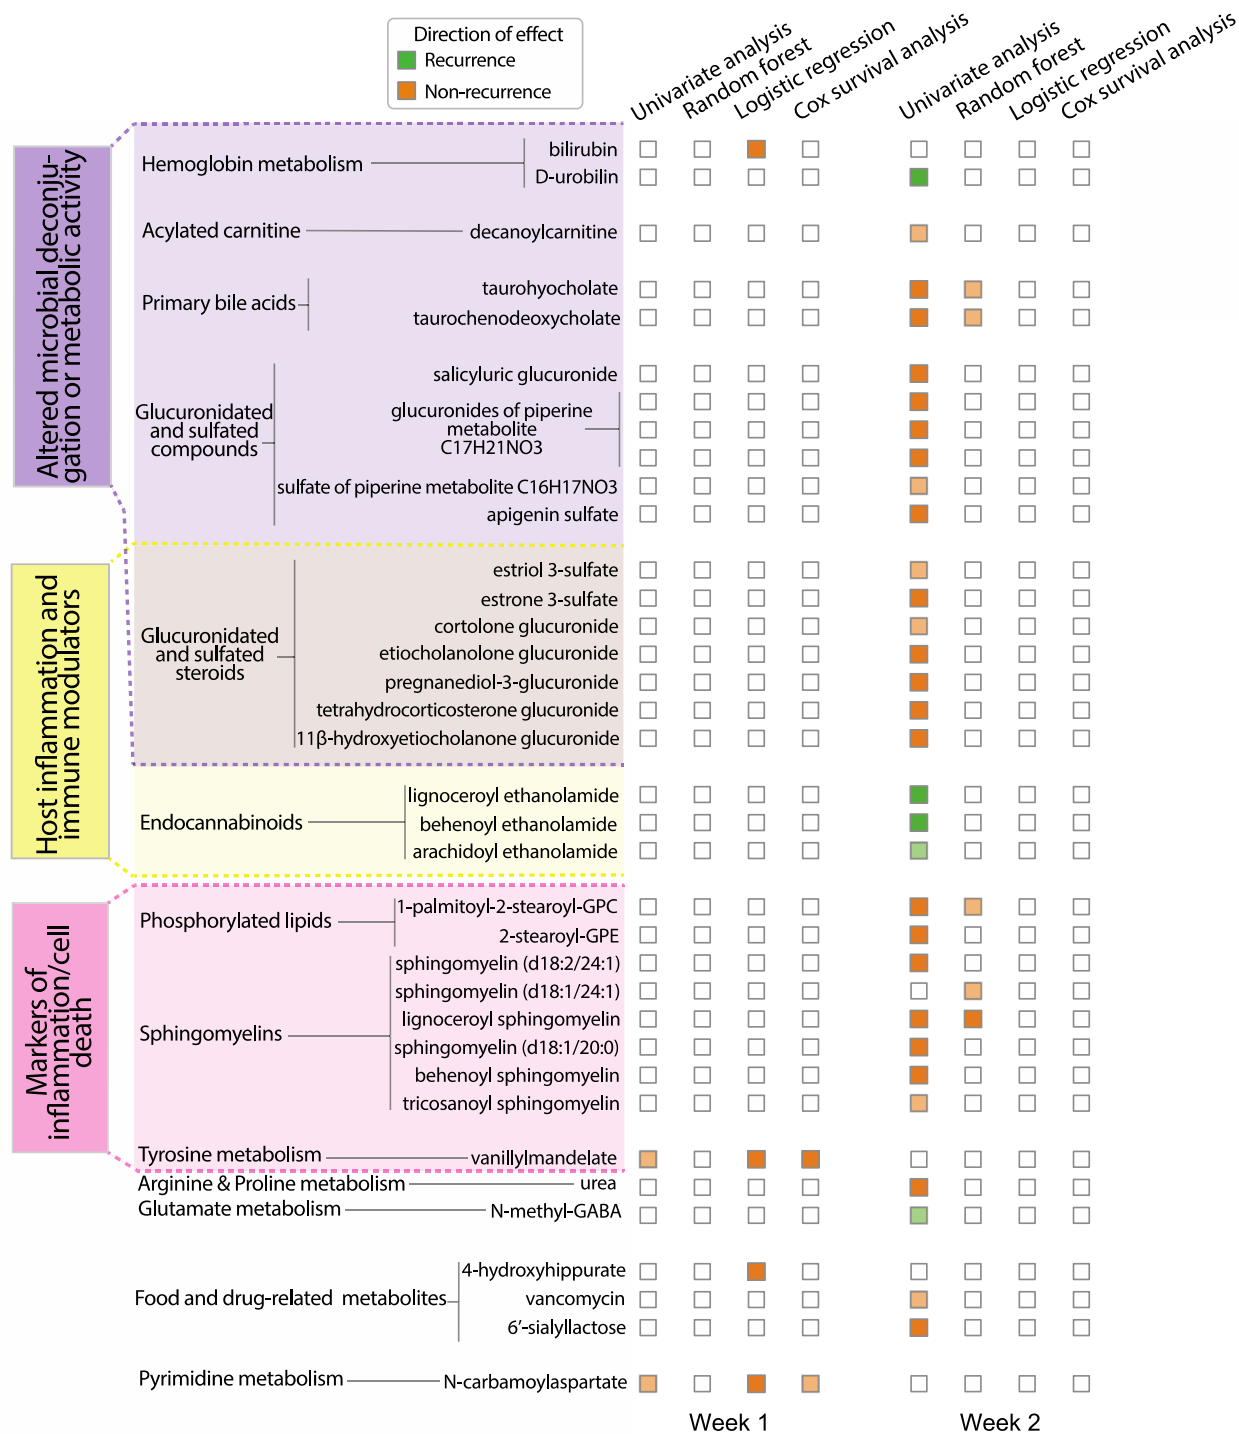 Direction of effect
Recurrence
Non-recurrence
Univariate analysis
Random forest
Logistic regression
Cox survival analysis
Univariate analysis
Random forest
Logistic regression
Cox survival analysis
Altered microbial deconju-
gation or metabolic activity
Hemoglobin metabolism
bilirubin
D-urobilin
Acylated carnitine
decanoylcarnitine
Primary bile acids
taurohyocholate
taurochenodeoxycholate
Glucuronidated
and sulfated
compounds
salicyluric glucuronide
glucuronides of piperine
metabolite
C17H21NO3
sulfate of piperine metabolite C16H17NO3
apigenin sulfate
Host inflammation and
immune modulators
Glucuronidated
and sulfated
steroids
estriol 3-sulfate
estrone 3-sulfate
cortolone glucuronide
etiocholanolone glucuronide
pregnanediol-3-glucuronide
tetrahydrocorticosterone glucuronide
11β-hydroxyetiocholanone glucuronide
Endocannabinoids
lignoceroyl ethanolamide
behenoyl ethanolamide
arachidoyl ethanolamide
Markers of
inflammation/cell
death
Phosphorylated lipids
1-palmitoyl-2-stearoyl-GPC
2-stearoyl-GPE
Sphingomyelins
sphingomyelin (d18:2/24:1)
sphingomyelin (d18:1/24:1)
lignoceroyl sphingomyelin
sphingomyelin (d18:1/20:0)
behenoyl sphingomyelin
tricosanoyl sphingomyelin
Tyrosine metabolism
vanillylmandelate
Arginine & Proline metabolism
urea
Glutamate metabolism
N-methyl-GABA
Food and drug-related metabolites
4-hydroxyhippurate
vancomycin
6′-sialyllactose
Pyrimidine metabolism
N-carbamoylaspartate
Week 1
Week 2